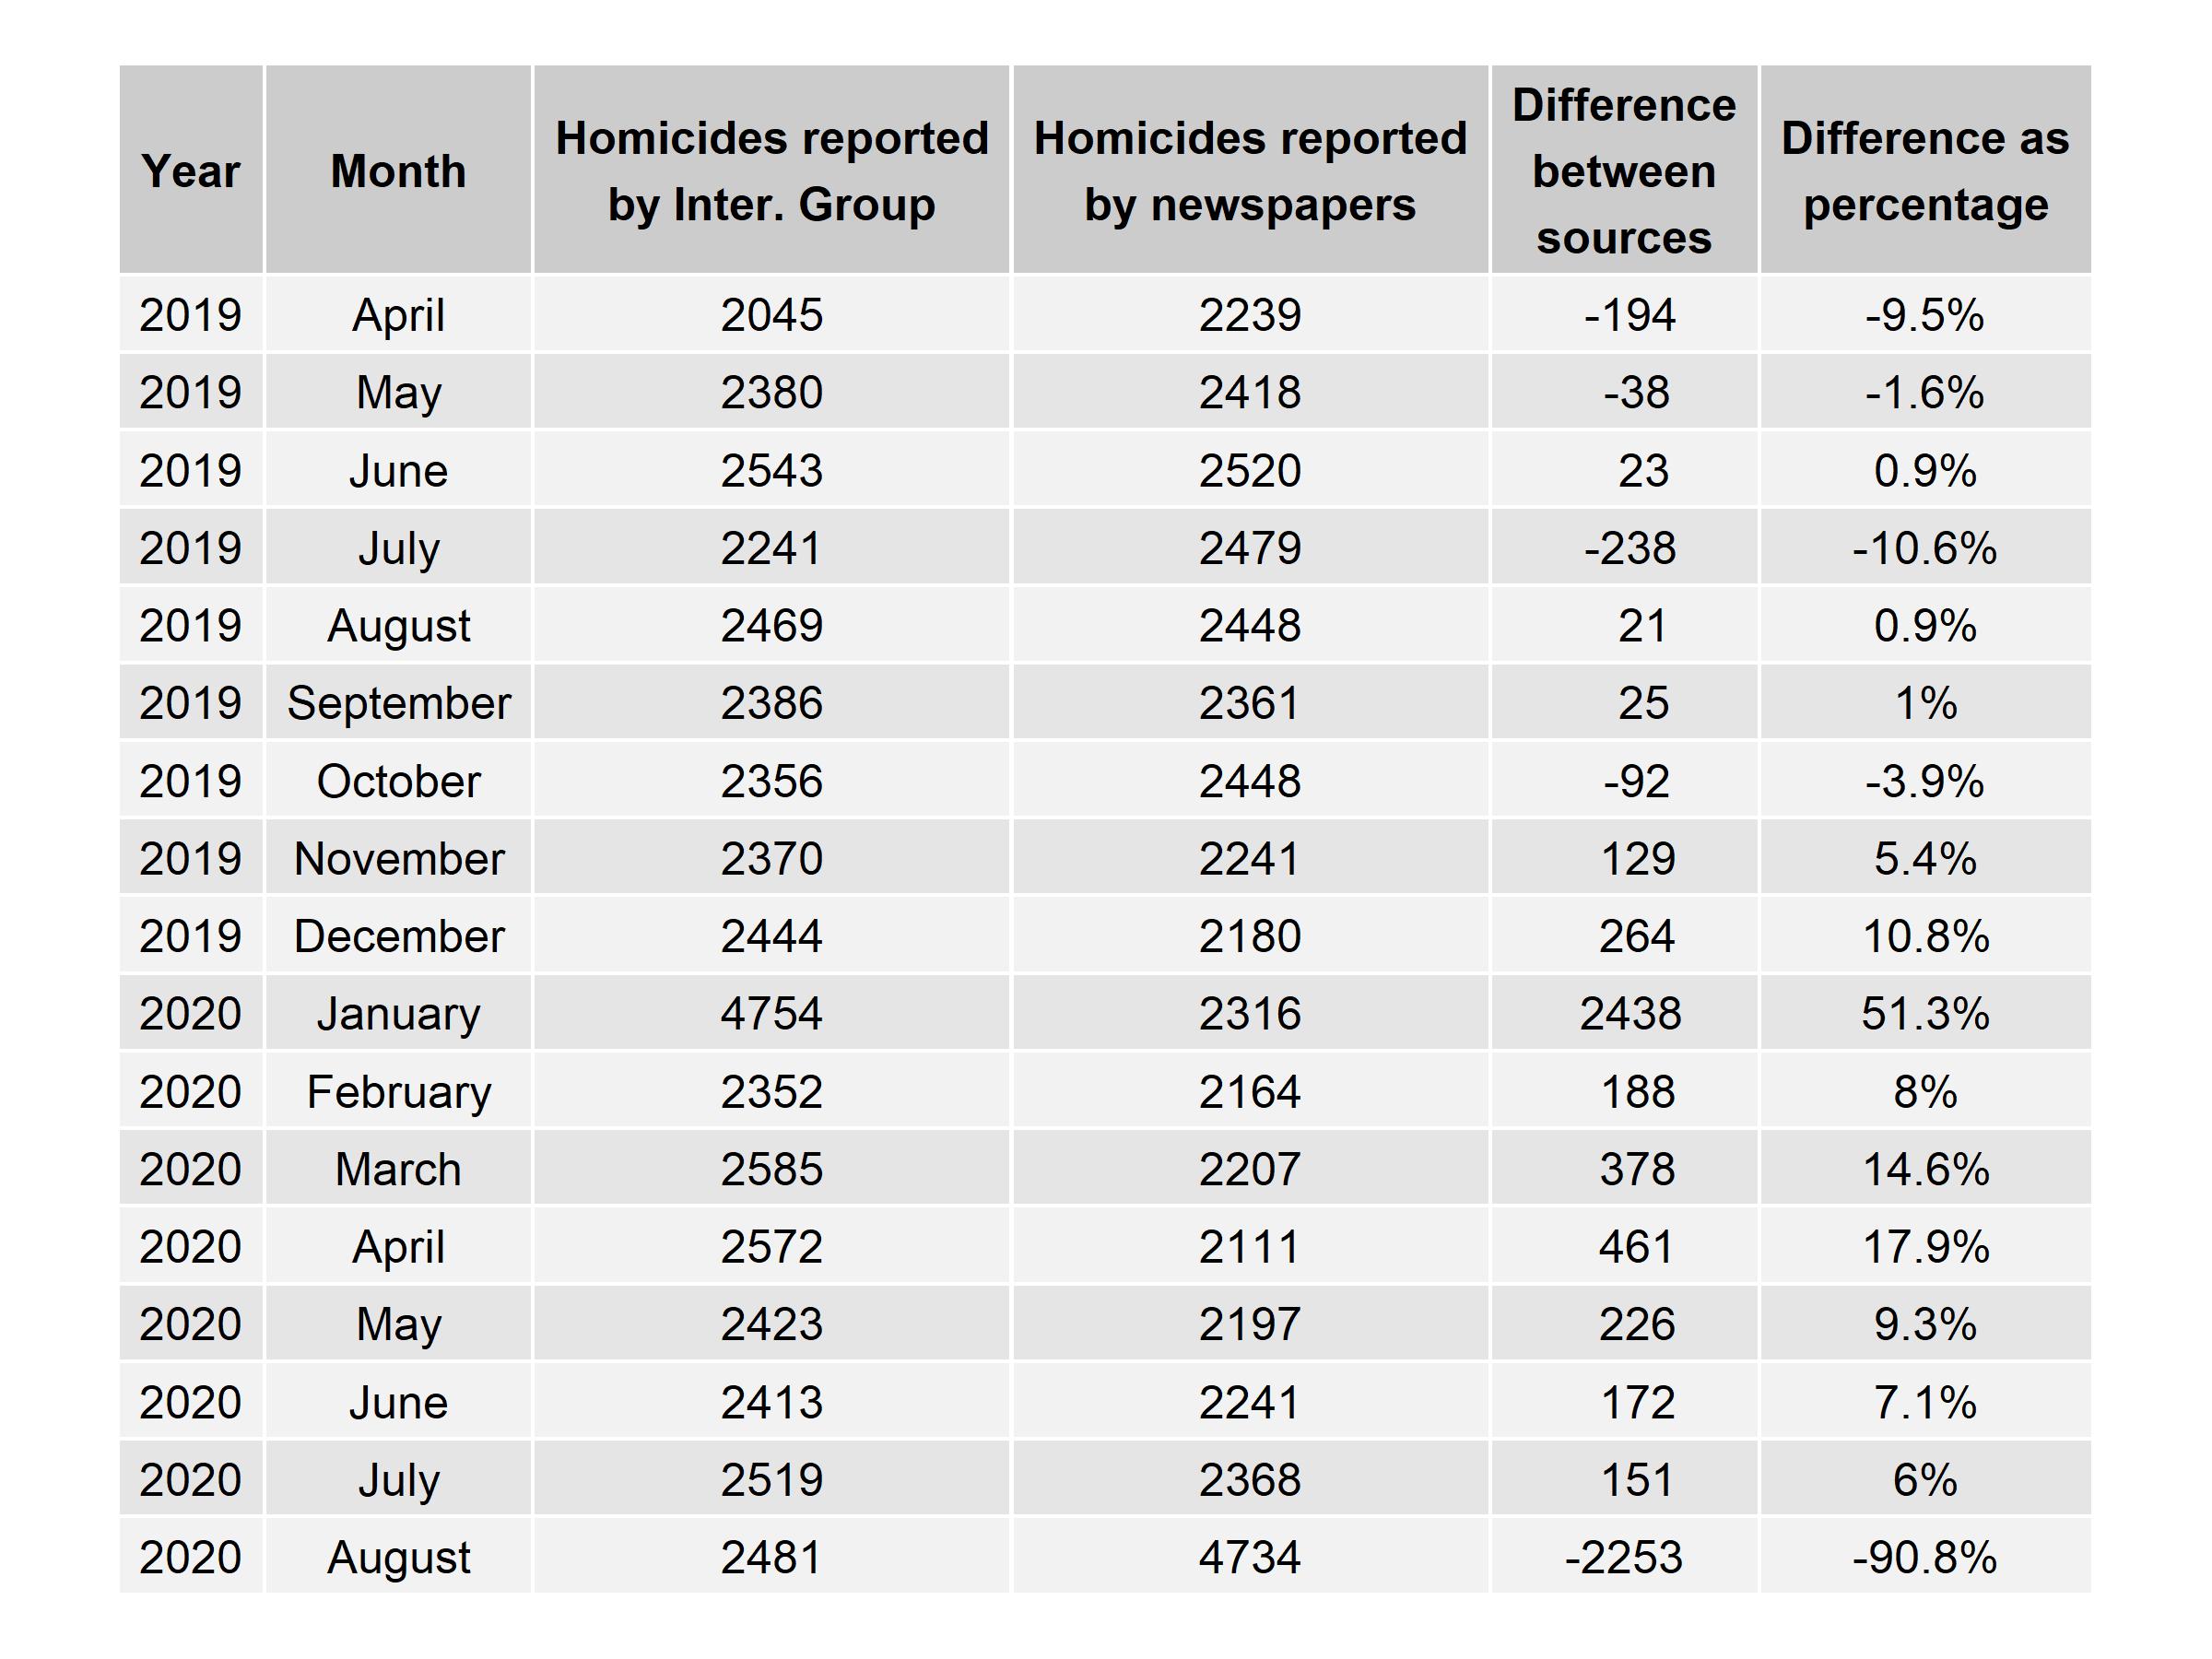 Year Month Homicides reported by Inter. Group Homicides reported by newspapers Difference between sources Difference as percentage
2019 April 2045 2239 -194 -9.5%
2019 May 2380 2418 -38 -1.6%
2019 June 2543 2520 23 0.9%
2019 July 2241 2479 -238 -10.6%
2019 August 2469 2448 21 0.9%
2019 September 2386 2361 25 1%
2019 October 2356 2448 -92 -3.9%
2019 November 2370 2241 129 5.4%
2019 December 2444 2180 264 10.8%
2020 January 4754 2316 2438 51.3%
2020 February 2352 2164 188 8%
2020 March 2585 2207 378 14.6%
2020 April 2572 2111 461 17.9%
2020 May 2423 2197 226 9.3%
2020 June 2413 2241 172 7.1%
2020 July 2519 2368 151 6%
2020 August 2481 4734 -2253 -90.8%